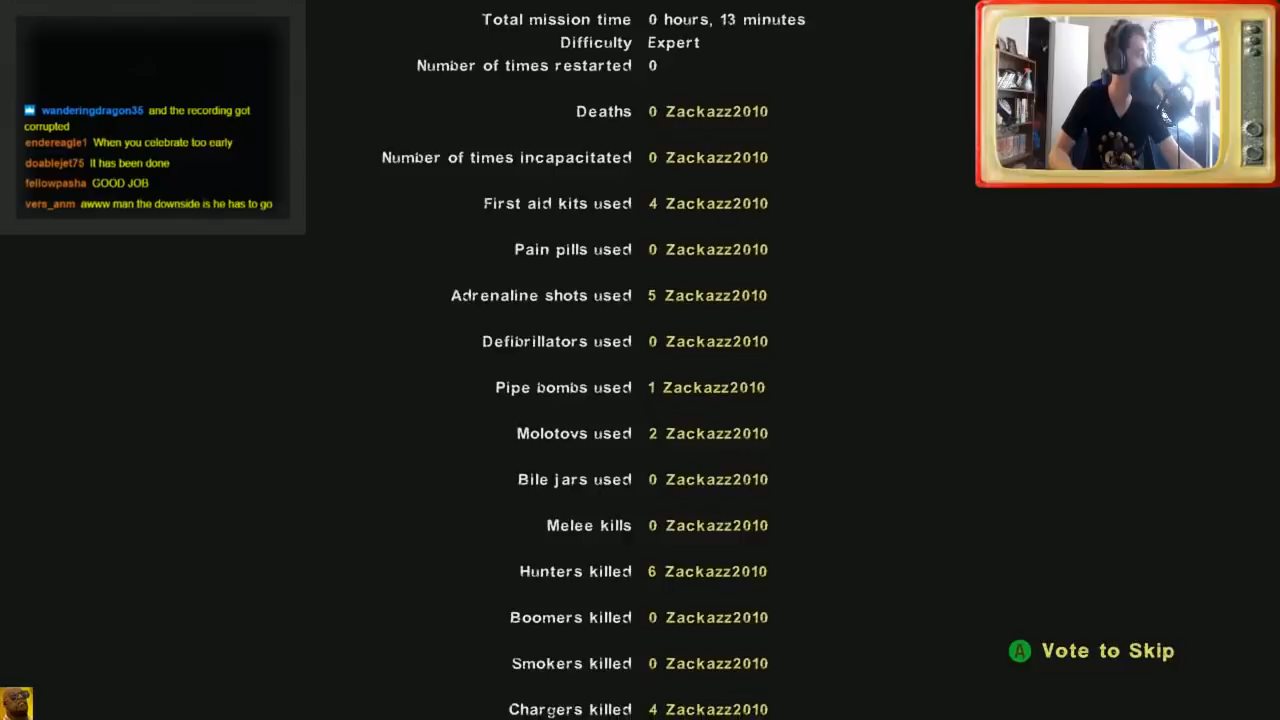 wanderingdragon35 and the recording got
corrupted
endereagle1 When you celebrate too early
doablejet75 It has been done
fellowpasha GOOD JOB
vers_anm awww man the downside is he has to go
Total mission time 0 hours, 13 minutes
Difficulty Expert
Number of times restarted 0
Deaths 0 Zackazz2010
Number of times incapacitated 0 Zackazz2010
First aid kits used 4 Zackazz2010
Pain pills used 0 Zackazz2010
Adrenaline shots used 5 Zackazz2010
Defibrillators used 0 Zackazz2010
Pipe bombs used 1 Zackazz2010
Molotovs used 2 Zackazz2010
Bile jars used 0 Zackazz2010
Melee kills 0 Zackazz2010
Hunters killed 6 Zackazz2010
Boomers killed 0 Zackazz2010
Smokers killed 0 Zackazz2010
Chargers killed 4 Zackazz2010
A Vote to Skip